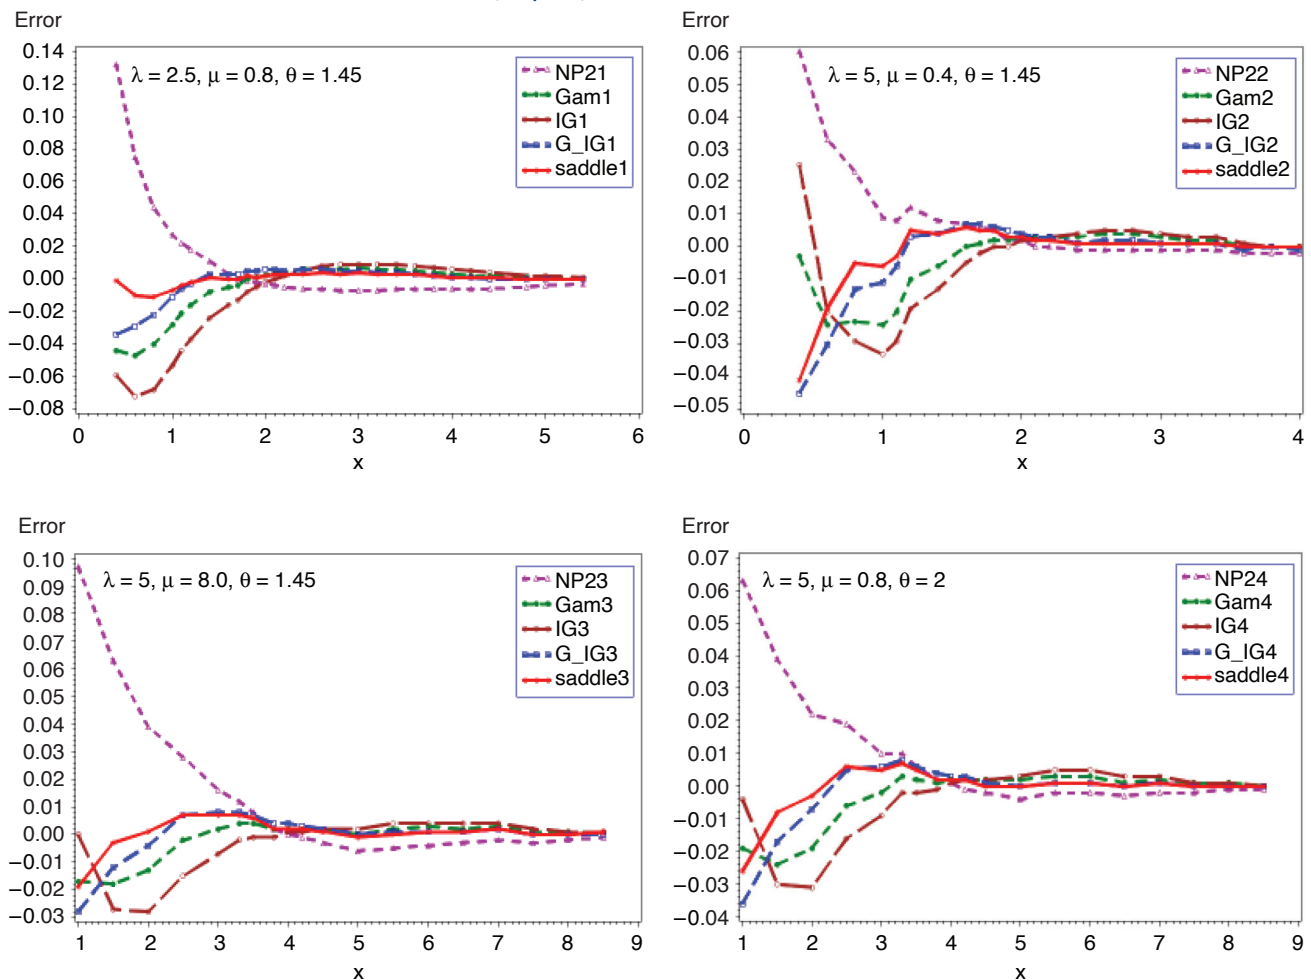 Error
λ = 2.5, μ = 0.8, θ = 1.45
NP21
Gam1
IG1
G_IG1
saddle1
0.14
0.12
0.10
0.08
0.06
0.04
0.02
0.00
−0.02
−0.04
−0.06
−0.08
0 1 2 3 4 5 6
x
Error
λ = 5, μ = 0.4, θ = 1.45
NP22
Gam2
IG2
G_IG2
saddle2
0.06
0.05
0.04
0.03
0.02
0.01
0.00
−0.01
−0.02
−0.03
−0.04
−0.05
0 1 2 3 4
x
Error
λ = 5, μ = 8.0, θ = 1.45
NP23
Gam3
IG3
G_IG3
saddle3
0.10
0.09
0.08
0.07
0.06
0.05
0.04
0.03
0.02
0.01
0.00
−0.01
−0.02
−0.03
1 2 3 4 5 6 7 8 9
x
Error
λ = 5, μ = 0.8, θ = 2
NP24
Gam4
IG4
G_IG4
saddle4
0.07
0.06
0.05
0.04
0.03
0.02
0.01
0.00
−0.01
−0.02
−0.03
−0.04
1 2 3 4 5 6 7 8 9
x